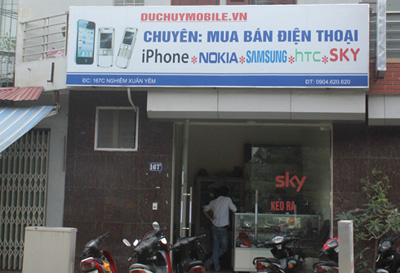 DUCHUYMOBILE.VN
CHUYÊN: MUA BÁN ĐIỆN THOẠI
iPhone * NOKIA * SAMSUNG * hTC * SKY
ĐC: 167C NGHIÊM XUÂN YÊM
ĐT: 0904.620.620
167
sky
KÉO RA